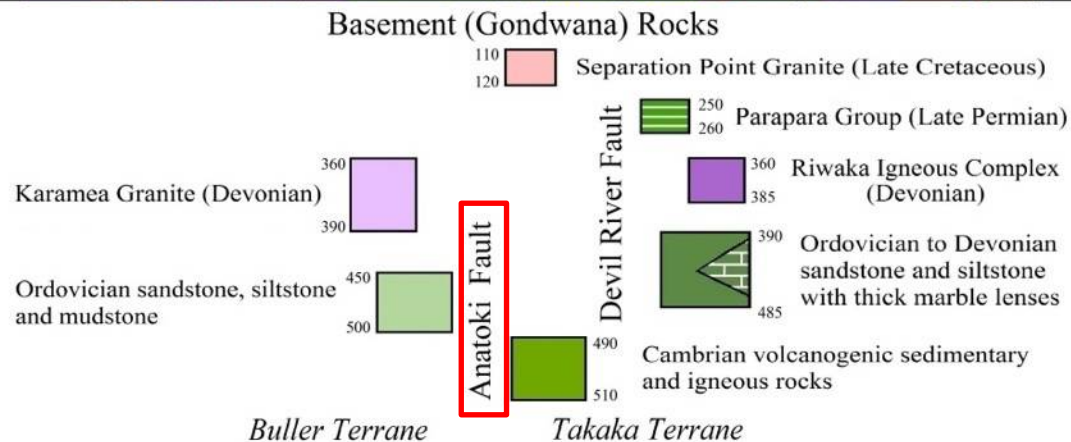 Basement (Gondwana) Rocks
110
120
Separation Point Granite (Late Cretaceous)
250
260
Parapara Group (Late Permian)
Devil River Fault
360
390
Karamea Granite (Devonian)
360
385
Riwaka Igneous Complex
(Devonian)
Anatoki Fault
450
500
Ordovician sandstone, siltstone
and mudstone
390
485
Ordovician to Devonian
sandstone and siltstone
with thick marble lenses
490
510
Cambrian volcanogenic sedimentary
and igneous rocks
Buller Terrane
Takaka Terrane